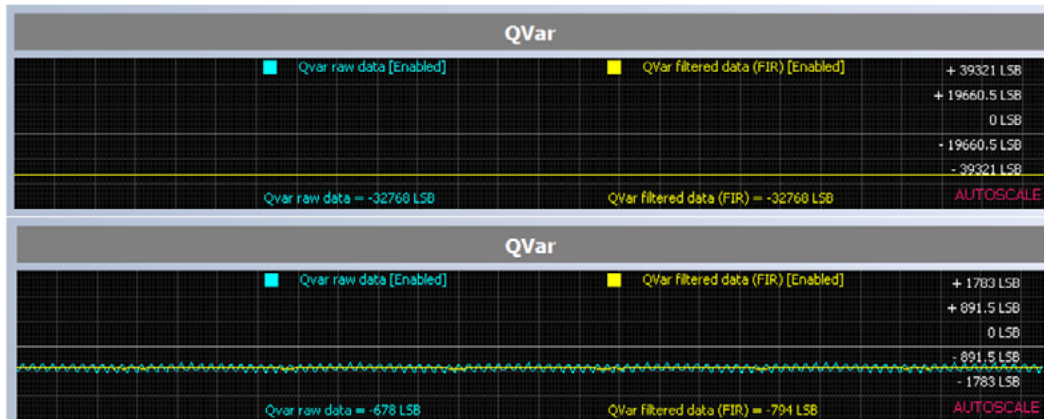 QVar
Qvar raw data [Enabled] QVar filtered data (FIR) [Enabled] + 39321 LSB
+ 19660.5 LSB
0 LSB
- 19660.5 LSB
- 39321 LSB
Qvar raw data = -32768 LSB QVar filtered data (FIR) = -32768 LSB AUTOSCALE
QVar
Qvar raw data [Enabled] QVar filtered data (FIR) [Enabled] + 1783 LSB
+ 891.5 LSB
0 LSB
- 891.5 LSB
- 1783 LSB
Qvar raw data = -678 LSB QVar filtered data (FIR) = -794 LSB AUTOSCALE